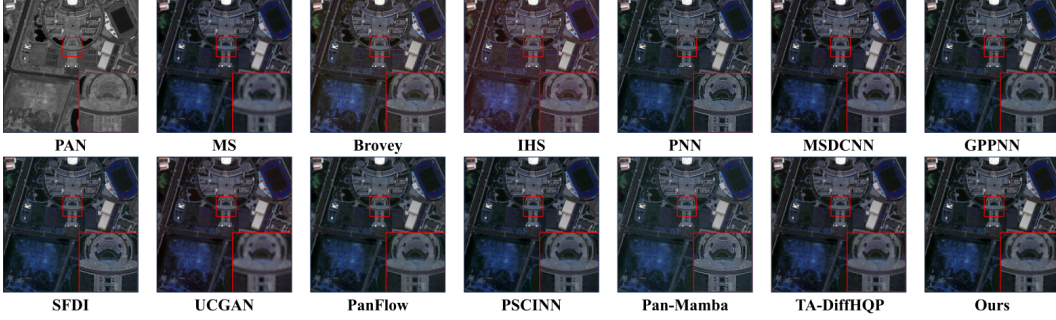 PAN MS Brovey IHS PNN MSDCNN GPPNN
SFDI UCGAN PanFlow PSCINN Pan-Mamba TA-DiffHQP Ours